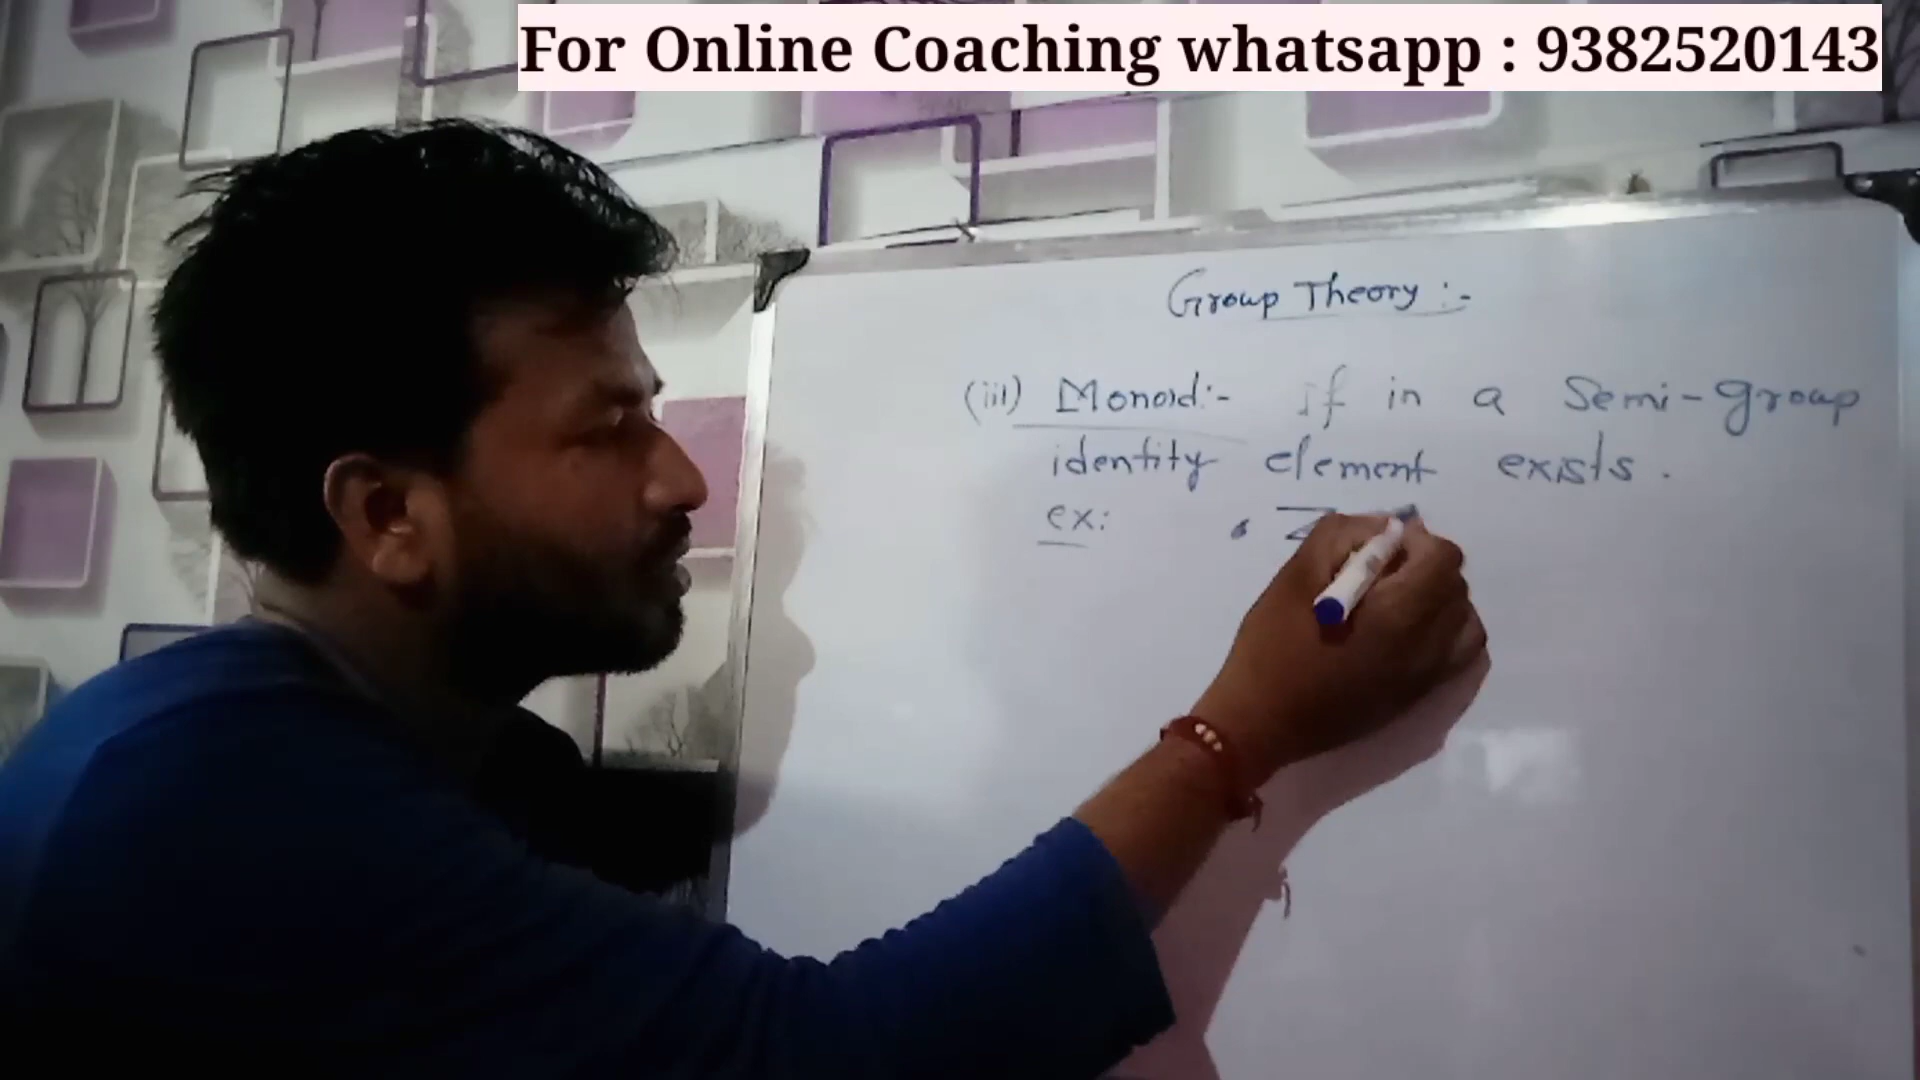 For Online Coaching whatsapp : 9382520143
Group Theory :-
(iii) Monoid:- if in a Semi-group
identity element exists.
ex: Z